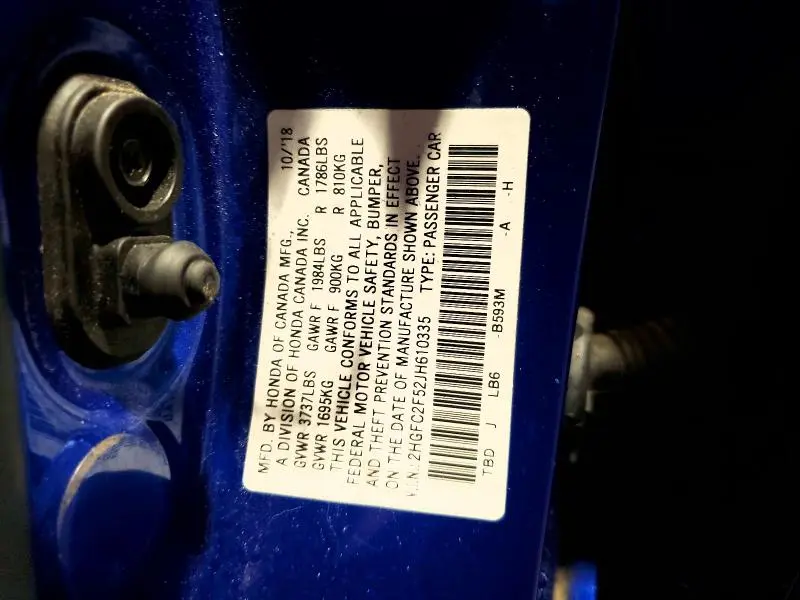 MFD. BY HONDA OF CANADA MFG., 10/'18
A DIVISION OF HONDA CANADA INC. CANADA
GVWR 3737LBS GAWR F 1984LBS R 1786LBS
GVWR 1695KG GAWR F 900KG R 810KG
THIS VEHICLE CONFORMS TO ALL APPLICABLE
FEDERAL MOTOR VEHICLE SAFETY, BUMPER,
AND THEFT PREVENTION STANDARDS IN EFFECT
ON THE DATE OF MANUFACTURE SHOWN ABOVE.
V.I.N.: 2HGFC2F52JH610335 TYPE: PASSENGER CAR
TBD J LB6 -B593M -A -H